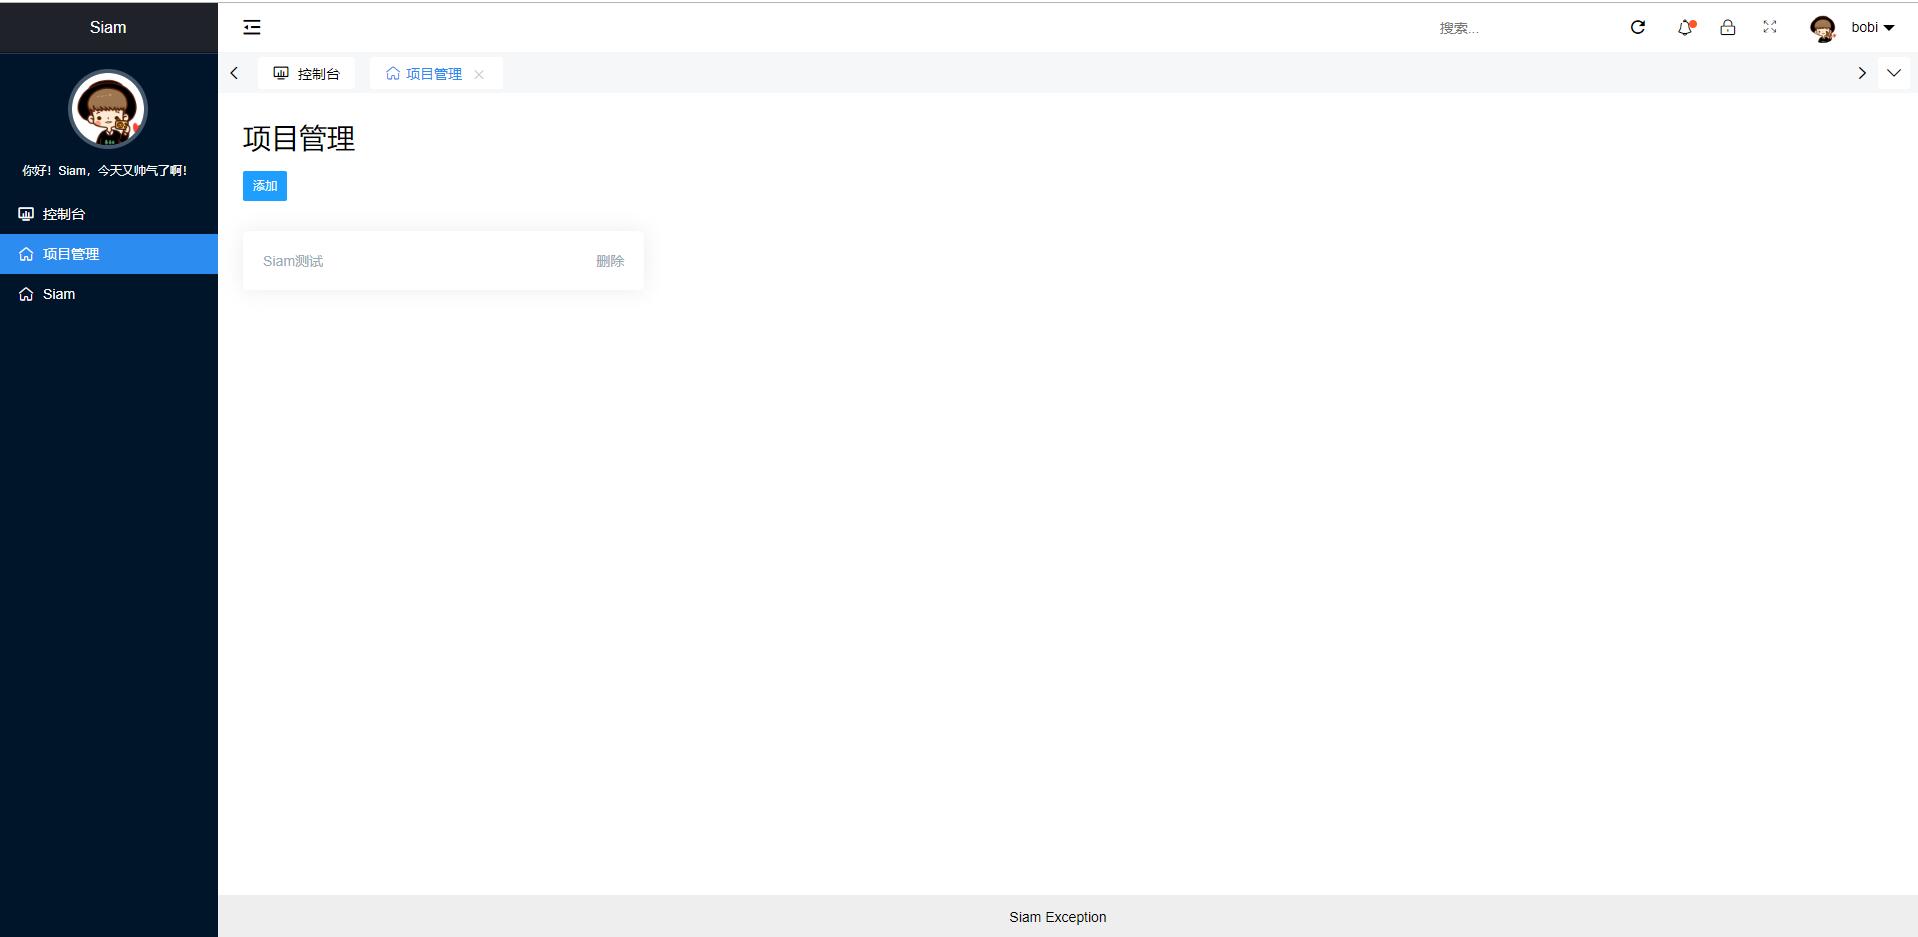 Siam
搜索...
bobi
控制台
项目管理
你好！Siam，今天又帅气了啊！
控制台
项目管理
Siam
项目管理
添加
Siam测试
删除
Siam Exception